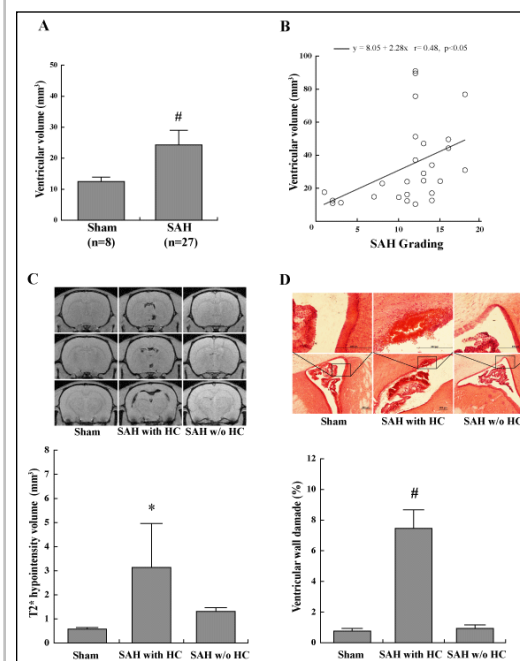 A
Ventricular volume (mm³)
50
40
30
20
10
0
#
Sham
(n=8)
SAH
(n=27)
B
y = 8.05 + 2.28x r= 0.48, p<0.05
Ventricular volume (mm³)
100
80
60
40
20
0
0
5
10
15
20
SAH Grading
C
Sham
SAH with HC
SAH w/o HC
T2* hypointensity volume (mm³)
8
7
6
5
4
3
2
1
0
*
Sham
SAH with HC
SAH w/o HC
D
Sham
SAH with HC
SAH w/o HC
Ventricular wall damade (%)
12
10
8
6
4
2
0
#
Sham
SAH with HC
SAH w/o HC